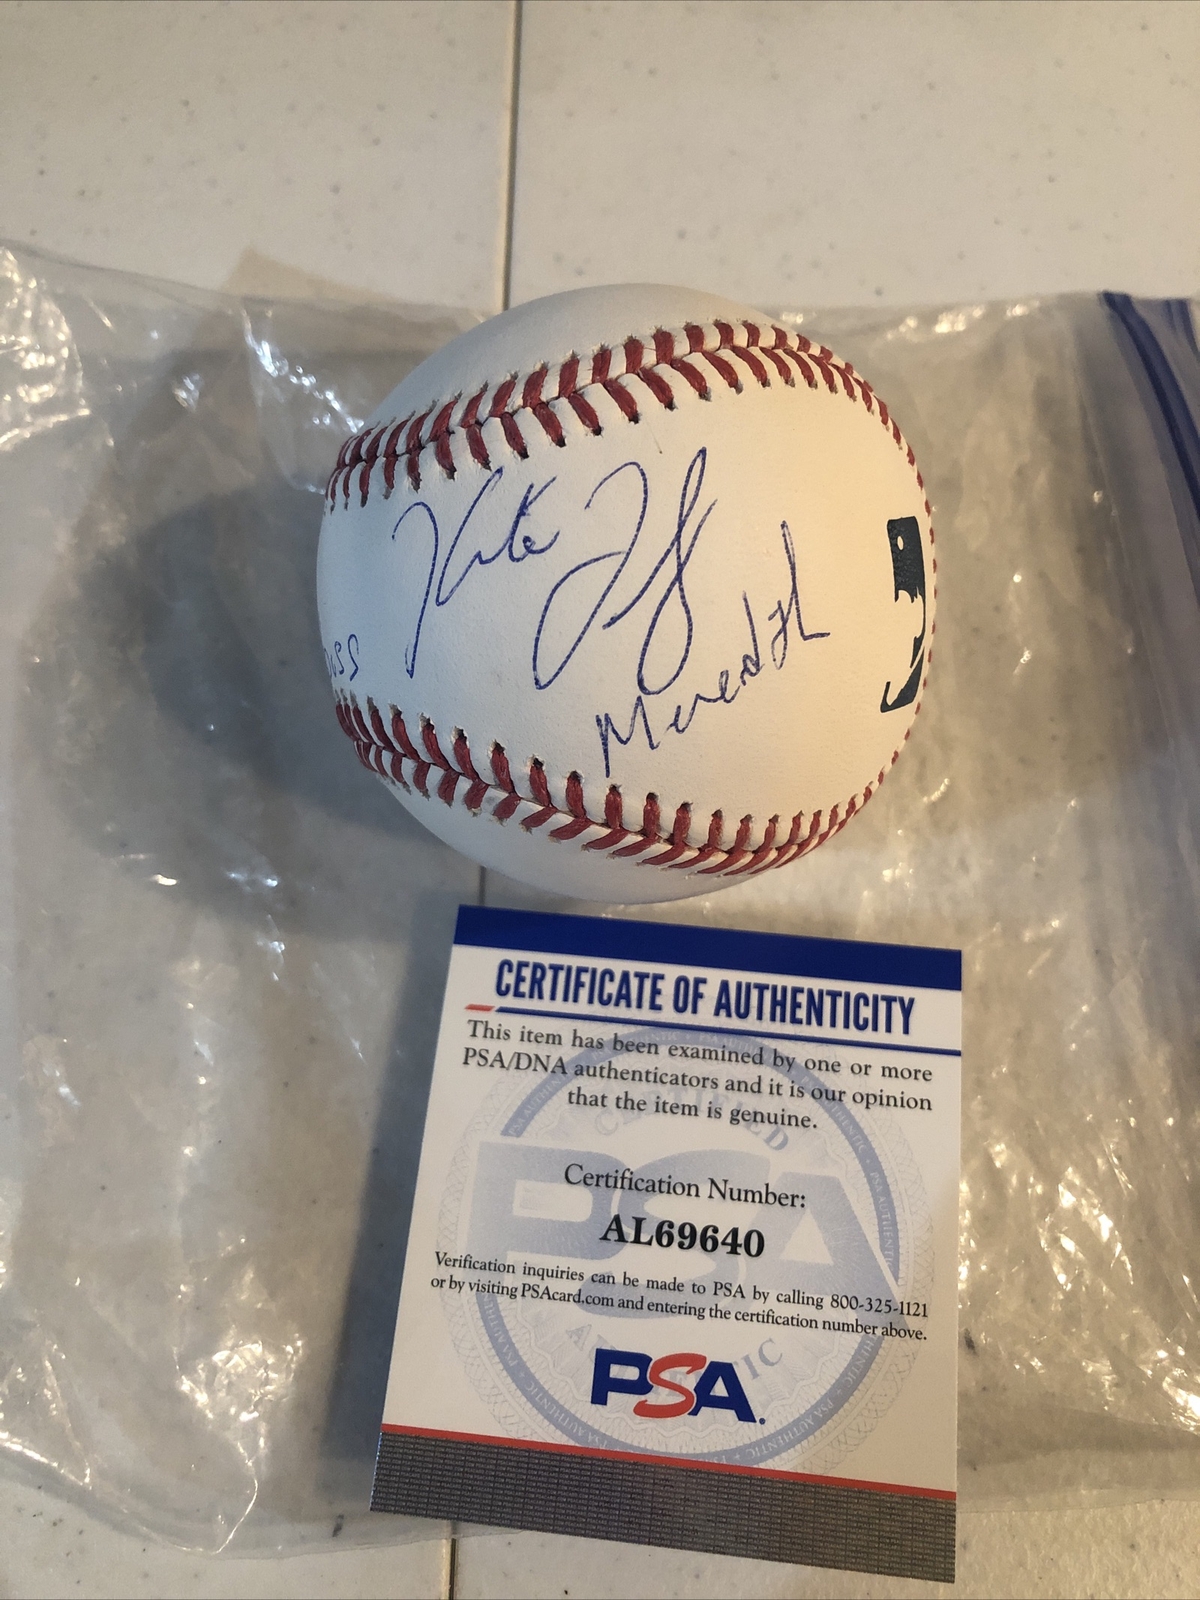 Kate F
Meredith
CERTIFICATE OF AUTHENTICITY
This item has been examined by one or more
PSA/DNA authenticators and it is our opinion
that the item is genuine.
Certification Number:
AL69640
Verification inquiries can be made to PSA by calling 800-325-1121
or by visiting PSAcard.com and entering the certification number above.
PSA